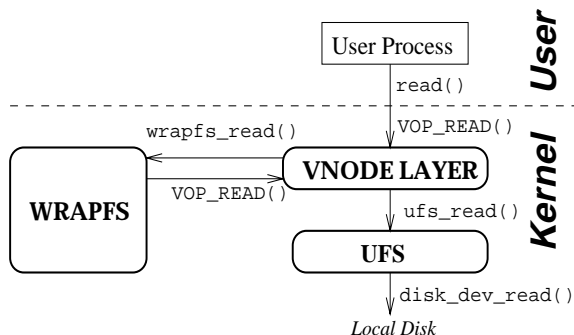 User Process
User
read()
wrapfs_read()
VOP_READ()
VNODE LAYER
WRAPFS
VOP_READ()
Kernel
ufs_read()
UFS
disk_dev_read()
Local Disk